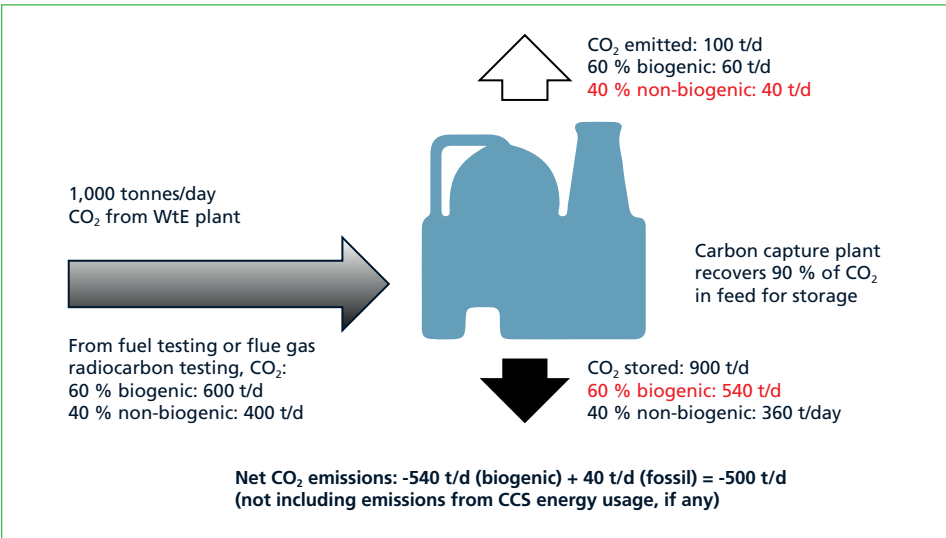 CO₂ emitted: 100 t/d
60 % biogenic: 60 t/d
40 % non-biogenic: 40 t/d
1,000 tonnes/day
CO₂ from WtE plant
Carbon capture plant
recovers 90 % of CO₂
in feed for storage
From fuel testing or flue gas
radiocarbon testing, CO₂:
60 % biogenic: 600 t/d
40 % non-biogenic: 400 t/d
CO₂ stored: 900 t/d
60 % biogenic: 540 t/d
40 % non-biogenic: 360 t/day
Net CO₂ emissions: -540 t/d (biogenic) + 40 t/d (fossil) = -500 t/d
(not including emissions from CCS energy usage, if any)